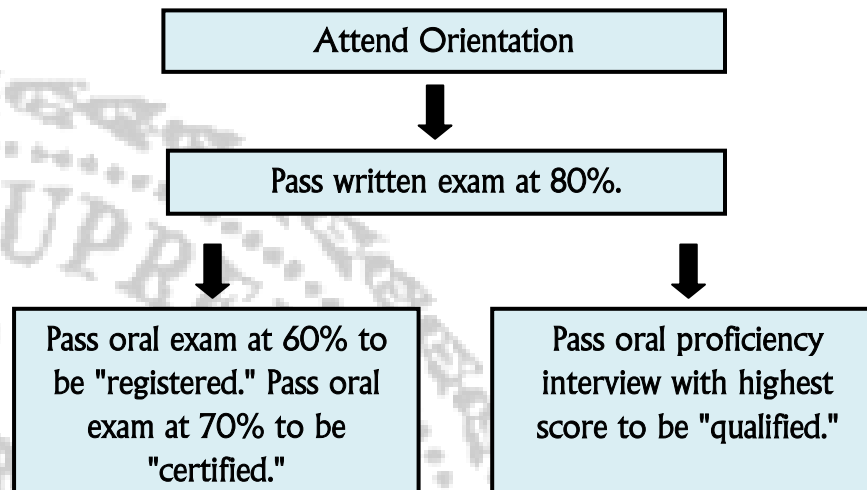 Attend Orientation
Pass written exam at 80%.
Pass oral exam at 60% to
be "registered." Pass oral
exam at 70% to be
"certified."
Pass oral proficiency
interview with highest
score to be "qualified."
UPRE